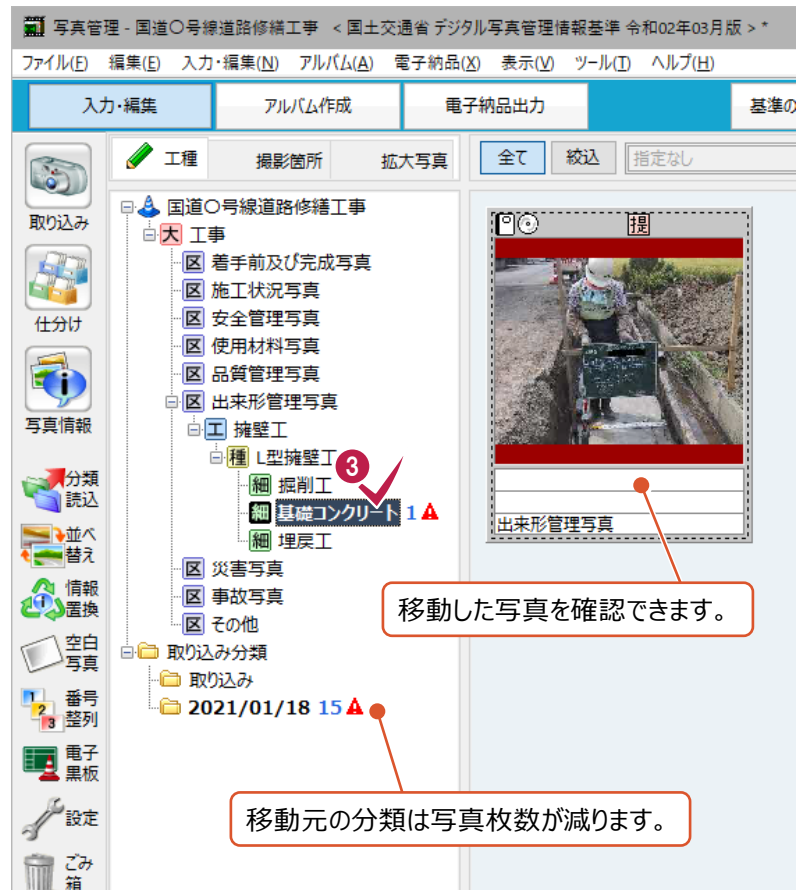 写真管理 - 国道〇号線道路修繕工事 < 国土交通省 デジタル写真管理情報基準 令和02年03月版 > *
ファイル(F) 編集(E) 入力・編集(N) アルバム(A) 電子納品(X) 表示(V) ツール(T) ヘルプ(H)
入力・編集 アルバム作成 電子納品出力 基準の
工種 撮影箇所 拡大写真 全て 絞込 指定なし
取り込み
仕分け
写真情報
分類
読込
並べ
替え
情報
置換
空白
写真
1 2 3 番号
整列
電子
黒板
設定
ごみ
箱
国道〇号線道路修繕工事
大 工事
区 着手前及び完成写真
区 施工状況写真
区 安全管理写真
区 使用材料写真
区 品質管理写真
区 出来形管理写真
工 擁壁工
種 L型擁壁工
3
細 掘削工
細 基礎コンクリート 1
細 埋戻工
区 災害写真
区 事故写真
区 その他
取り込み分類
取り込み
2021/01/18 15
提
出来形管理写真
移動した写真を確認できます。
移動元の分類は写真枚数が減ります。